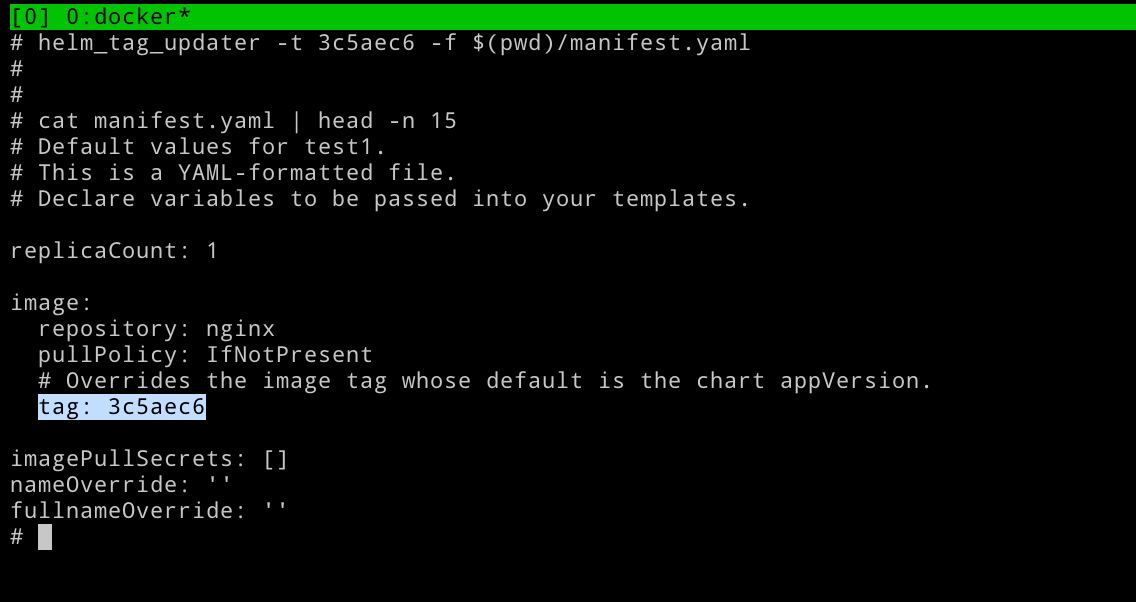 [0] 0:docker*
# helm_tag_updater -t 3c5aec6 -f $(pwd)/manifest.yaml
#
#
# cat manifest.yaml | head -n 15
# Default values for test1.
# This is a YAML-formatted file.
# Declare variables to be passed into your templates.

replicaCount: 1

image:
  repository: nginx
  pullPolicy: IfNotPresent
  # Overrides the image tag whose default is the chart appVersion.
  tag: 3c5aec6

imagePullSecrets: []
nameOverride: ''
fullnameOverride: ''
#